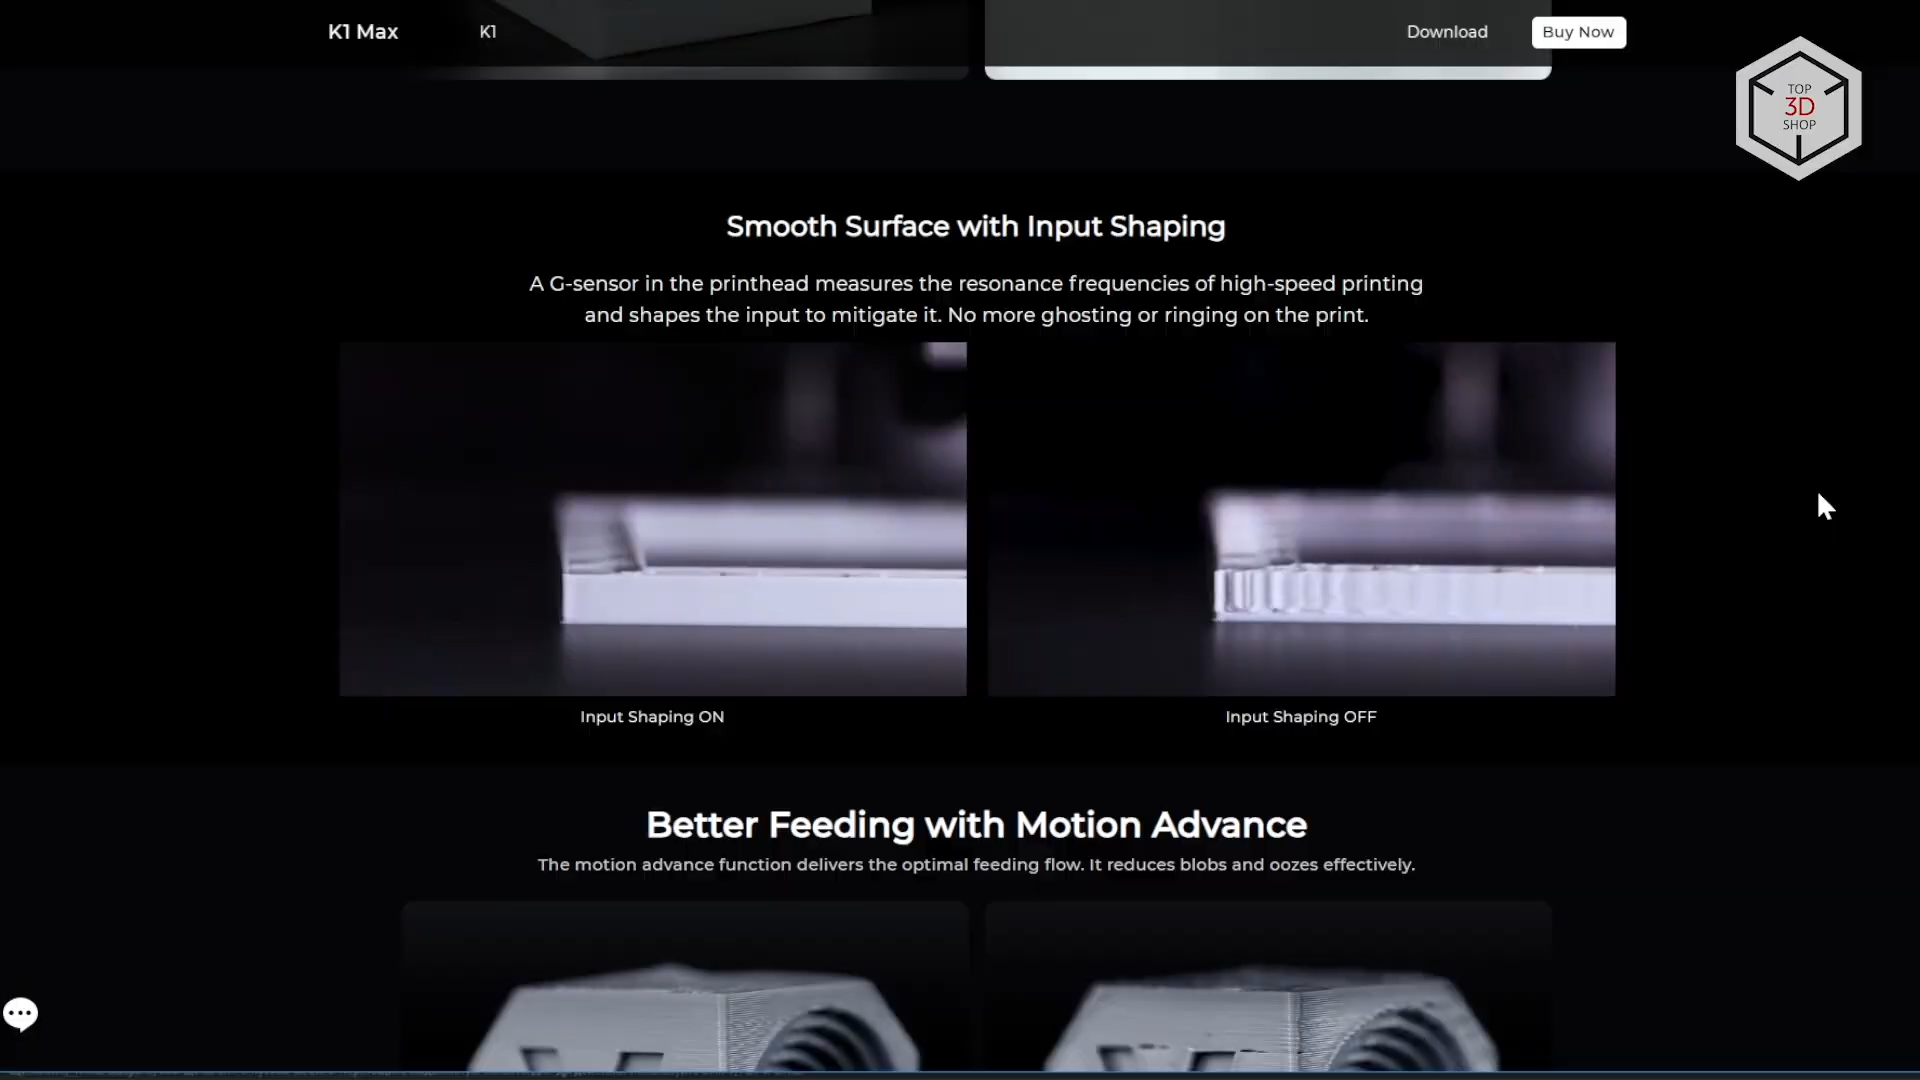 K1 Max
K1
Download
Buy Now
TOP
3D
SHOP
Smooth Surface with Input Shaping
A G-sensor in the printhead measures the resonance frequencies of high-speed printing
and shapes the input to mitigate it. No more ghosting or ringing on the print.
Input Shaping ON
Input Shaping OFF
Better Feeding with Motion Advance
The motion advance function delivers the optimal feeding flow. It reduces blobs and oozes effectively.